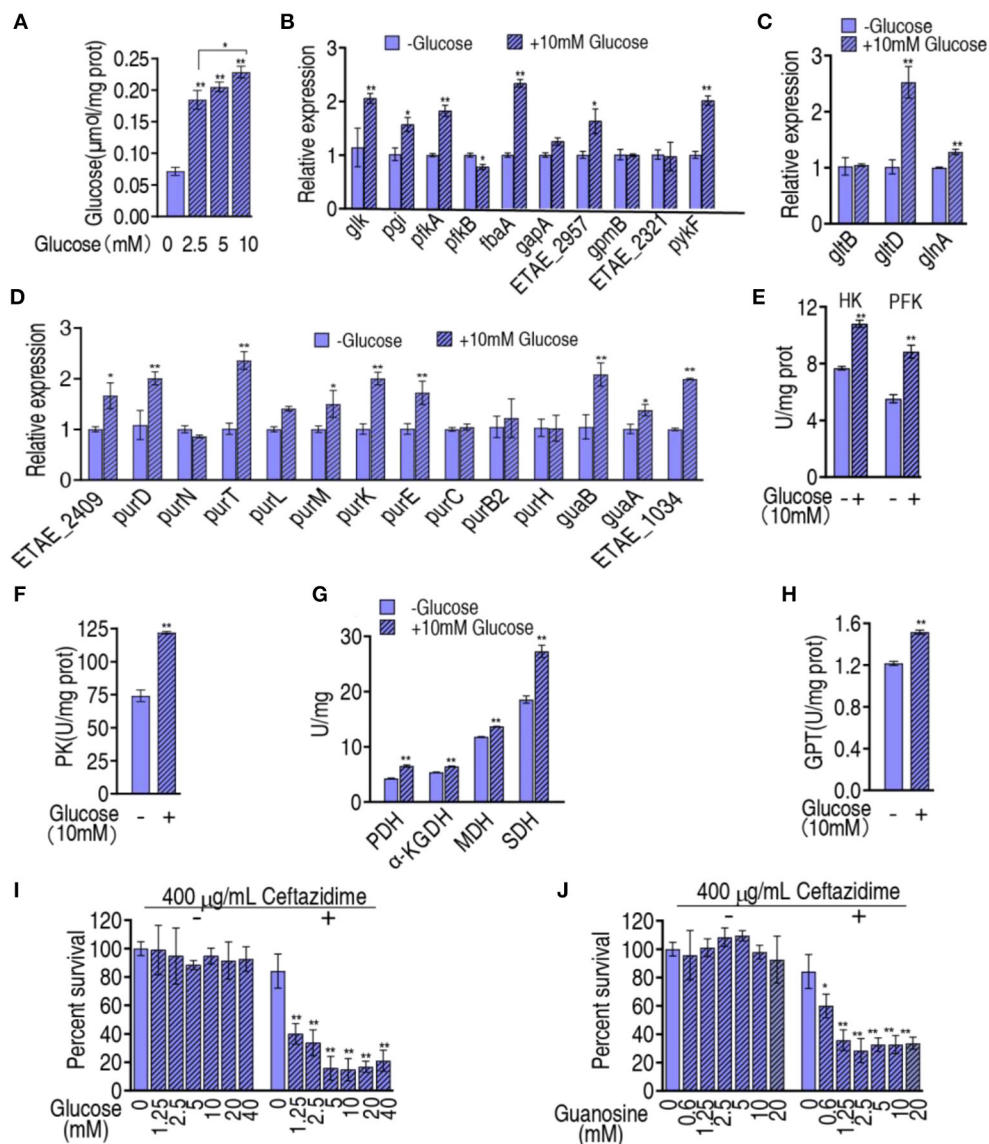 A
Glucose(μmol/mg prot)
0.25
0.20
0.15
0.10
0.05
0.00
*
**
**
**
Glucose（mM) 0 2.5 5 10
B
-Glucose +10mM Glucose
Relative expression
4
3
2
1
0
**
*
**
*
**
*
**
glk
pgi
pfkA
pfkB
fbaA
gapA
ETAE_2957
gpmB
ETAE_2321
pykF
C
-Glucose
+10mM Glucose
Relative expression
3
2
1
0
**
**
gltB
gltD
glnA
D
-Glucose +10mM Glucose
Relative expression
3
2
1
0
*
**
**
*
**
**
**
*
**
ETAE_2409
purD
purN
purT
purL
purM
purK
purE
purC
purB2
purH
guaB
guaA
ETAE_1034
E
HK PFK
U/mg prot
12
8
4
0
**
**
Glucose - + - +
（10mM)
F
PK(U/mg prot)
125
100
75
50
25
0
**
Glucose - +
（10mM)
G
-Glucose
+10mM Glucose
U/mg
30
20
10
0
**
**
**
**
PDH
α-KGDH
MDH
SDH
H
GPT(U/mg prot)
1.6
1.2
0.8
0.4
0.0
**
Glucose - +
（10mM)
I
400 μg/mL Ceftazidime
- +
Percent survival
120
100
80
60
40
20
0
**
**
**
**
**
**
Glucose 0 1.25 2.5 5 10 20 40 0 1.25 2.5 5 10 20 40
(mM)
J
400 μg/mL Ceftazidime
- +
Percent survival
120
100
80
60
40
20
0
*
**
**
**
**
**
Guanosine 0 0.6 1.25 2.5 5 10 20 0 0.6 1.25 2.5 5 10 20
(mM)